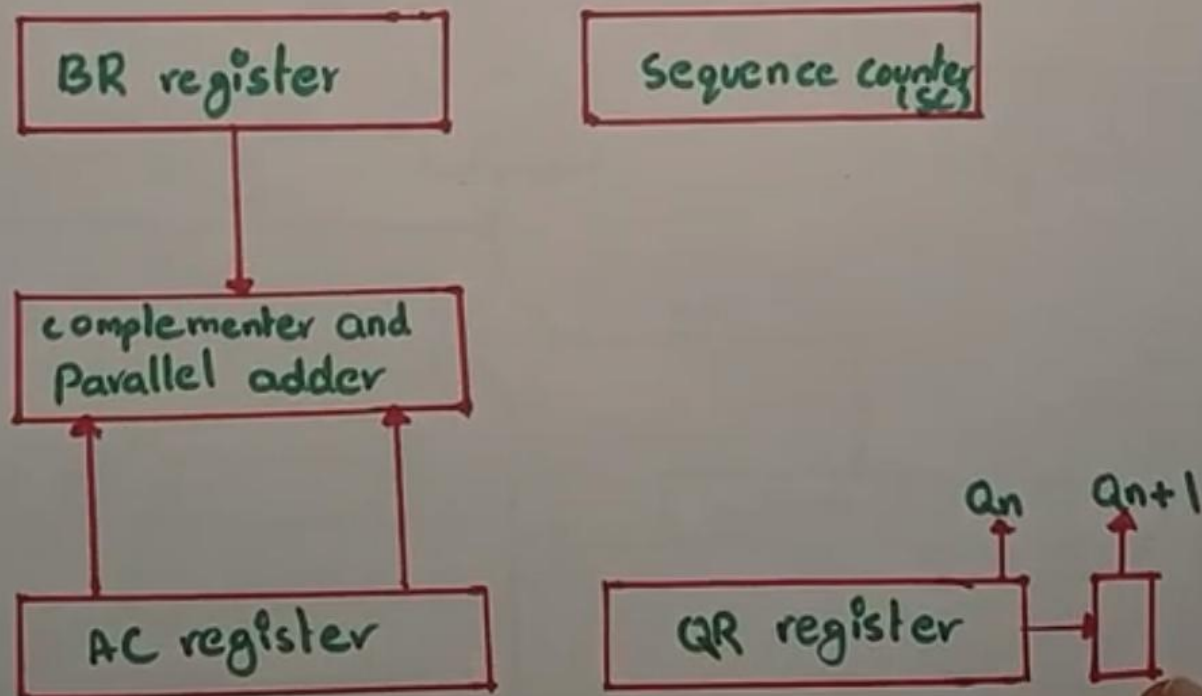 BR register
Sequence counter
(SC)
complementer and
Parallel adder
Qn
Qn+1
AC register
QR register